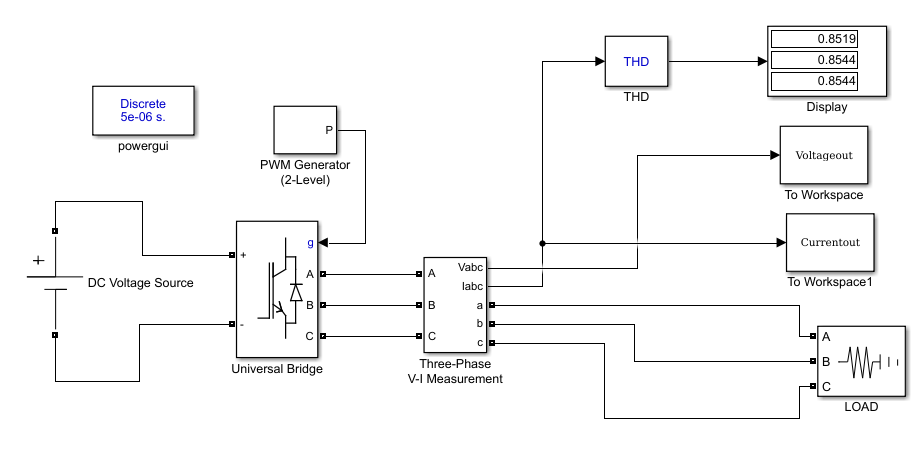 0.8519
0.8544
0.8544
THD
THD
Display
Discrete
5e-06 s.
powergui
P
PWM Generator
(2-Level)
Voltageout
To Workspace
Currentout
To Workspace1
+
DC Voltage Source
+
-
g
A
B
C
Universal Bridge
A
B
C
Vabc
Iabc
a
b
c
Three-Phase
V-I Measurement
A
B
C
LOAD